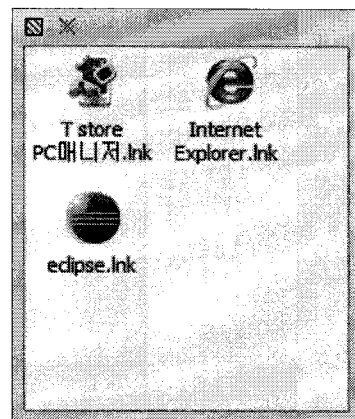 T store
PC매니저.lnk
Internet
Explorer.lnk
eclipse.lnk